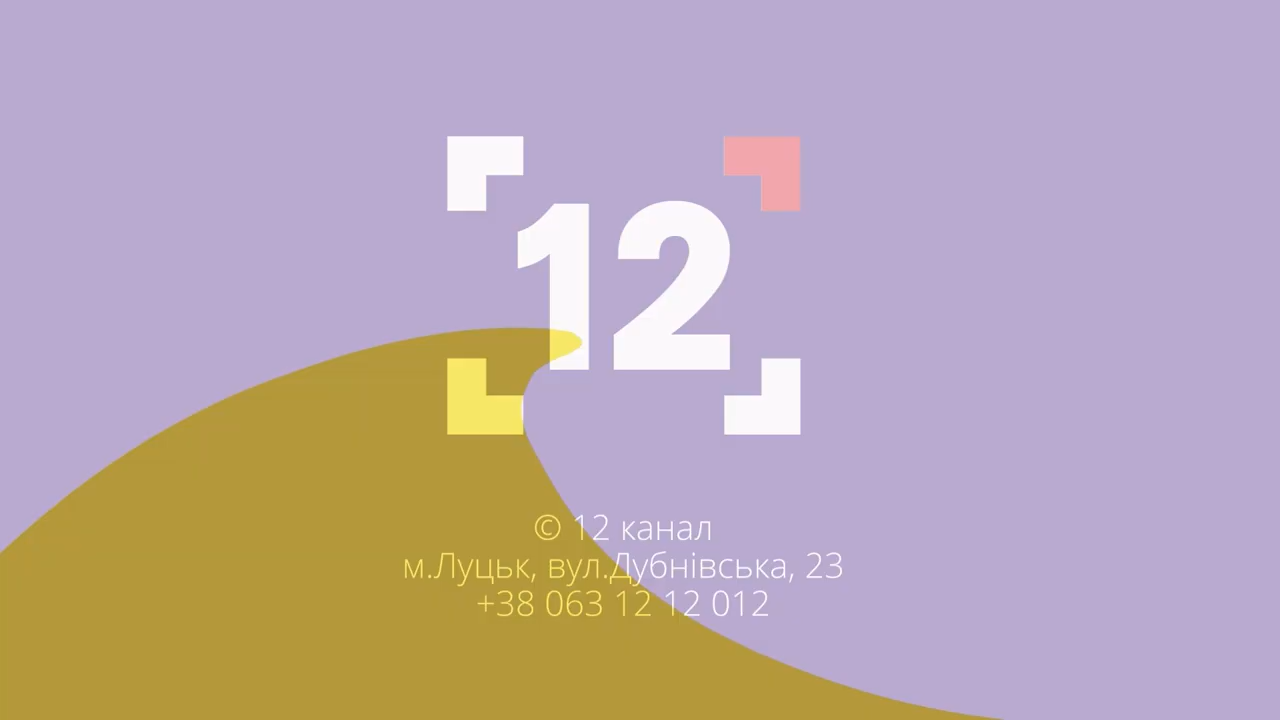 12
© 12 канал
м.Луцьк, вул.Дубнівська, 23
+38 063 12 12 012